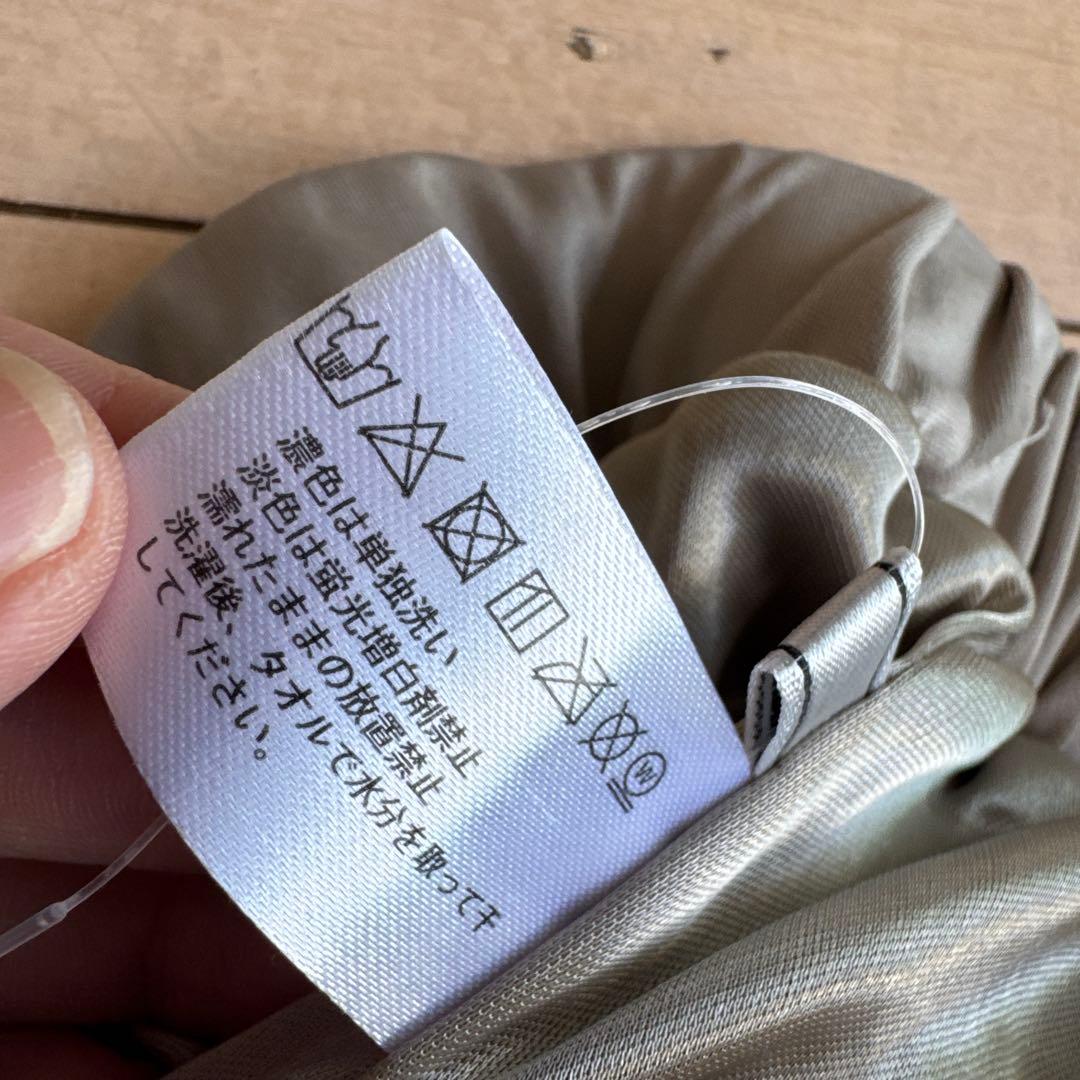 濃色は単独洗い
淡色は蛍光増白剤禁止
濡れたままの放置禁止
洗濯後、タオルで水分を取って干
してください。
W